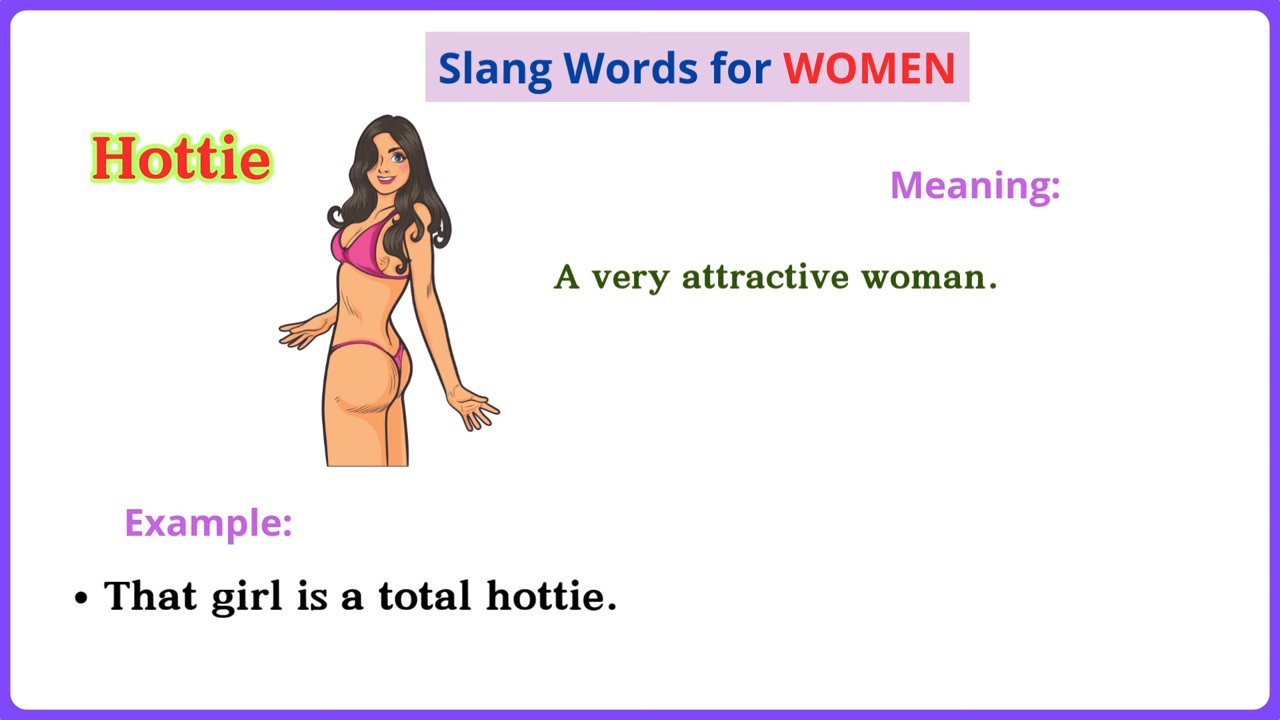 Slang Words for WOMEN
Hottie
Meaning:
A very attractive woman.
Example:
• That girl is a total hottie.